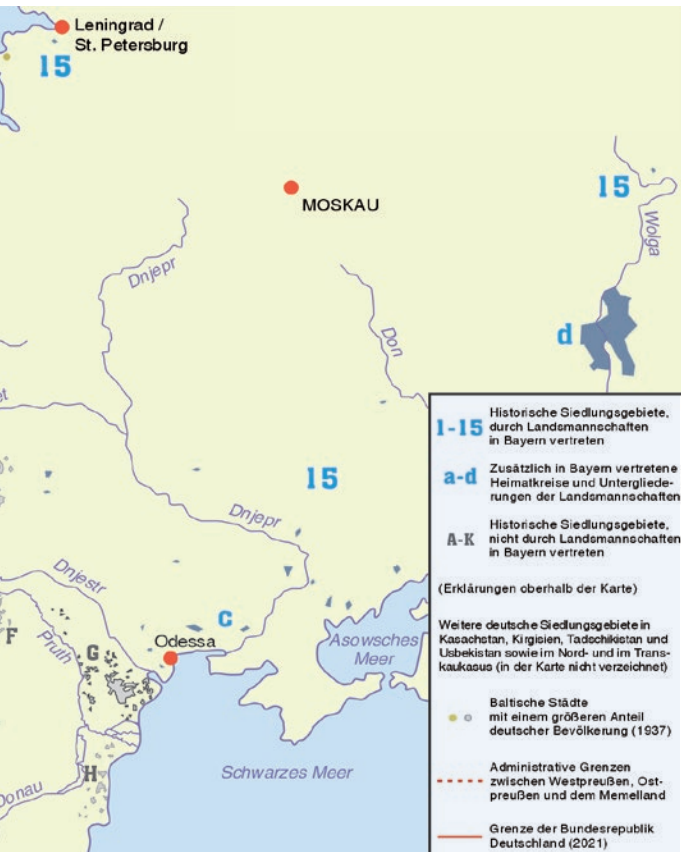 Leningrad /
St. Petersburg
15
MOSKAU
15
Wolga
Dnjepr
Don
d
15
Dnjepr
Dnjestr
C
Odessa
Asowsches
Meer
F
Pruth
G
H
Schwarzes Meer
Donau
1-15 Historische Siedlungsgebiete,
durch Landsmannschaften
in Bayern vertreten
a-d Zusätzlich in Bayern vertretene
Heimatkreise und Untergliede-
rungen der Landsmannschaften
A-K Historische Siedlungsgebiete,
nicht durch Landsmannschaften
in Bayern vertreten
(Erklärungen oberhalb der Karte)
Weitere deutsche Siedlungsgebiete in
Kasachstan, Kirgisien, Tadschikistan und
Usbekistan sowie im Nord- und im Trans-
kaukasus (in der Karte nicht verzeichnet)
Baltische Städte
mit einem größeren Anteil
deutscher Bevölkerung (1937)
Administrative Grenzen
zwischen Westpreußen, Ost-
preußen und dem Memelland
Grenze der Bundesrepublik
Deutschland (2021)